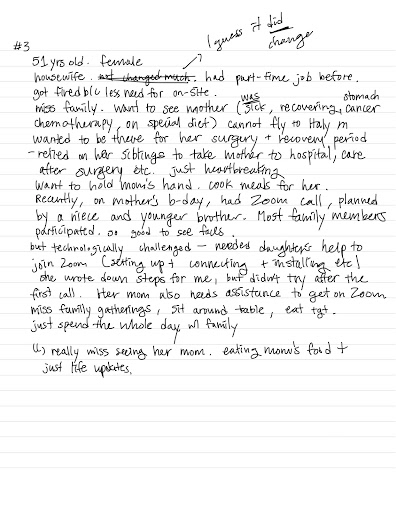 I guess it did
change
#3
51 yrs old. female
housewife. not changed much. had part-time job before.
got fired b/c less need for on-site.
miss family. want to see mother (was sick, recovering, stomach cancer
chemotherapy, on special diet) cannot fly to Italy m
wanted to be there for her surgery + recovery period
- relied on her siblings to take mother to hospital, care
after surgery etc. just heartbreaking
want to hold mom's hand. cook meals for her.
Recently, on mother's b-day, had Zoom call, planned
by a niece and younger brother. Most family members
participated. so good to see faces.
but technologically challenged — needed daughter's help to
join Zoom (setting up + connecting + installing etc)
she wrote down steps for me, but didn't try after the
first call. Her mom also needs assistance to get on Zoom
miss family gatherings, sit around table, eat tgt.
just spend the whole day w/ family
↳ really miss seeing her mom. eating mom's food +
just life updates.